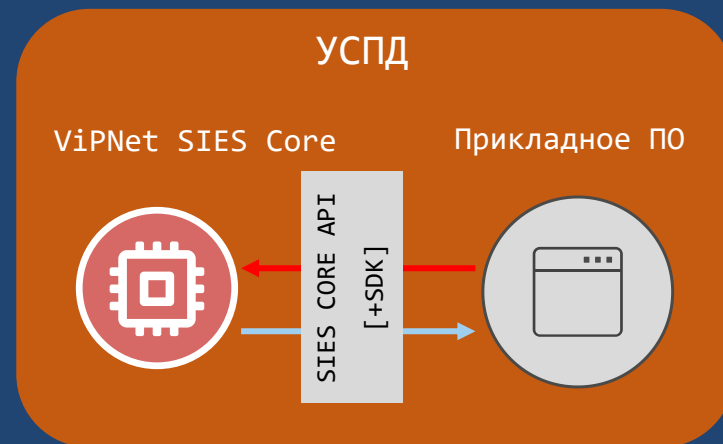 УСПД
ViPNet SIES Core
Прикладное ПО
SIES CORE API
[+SDK]